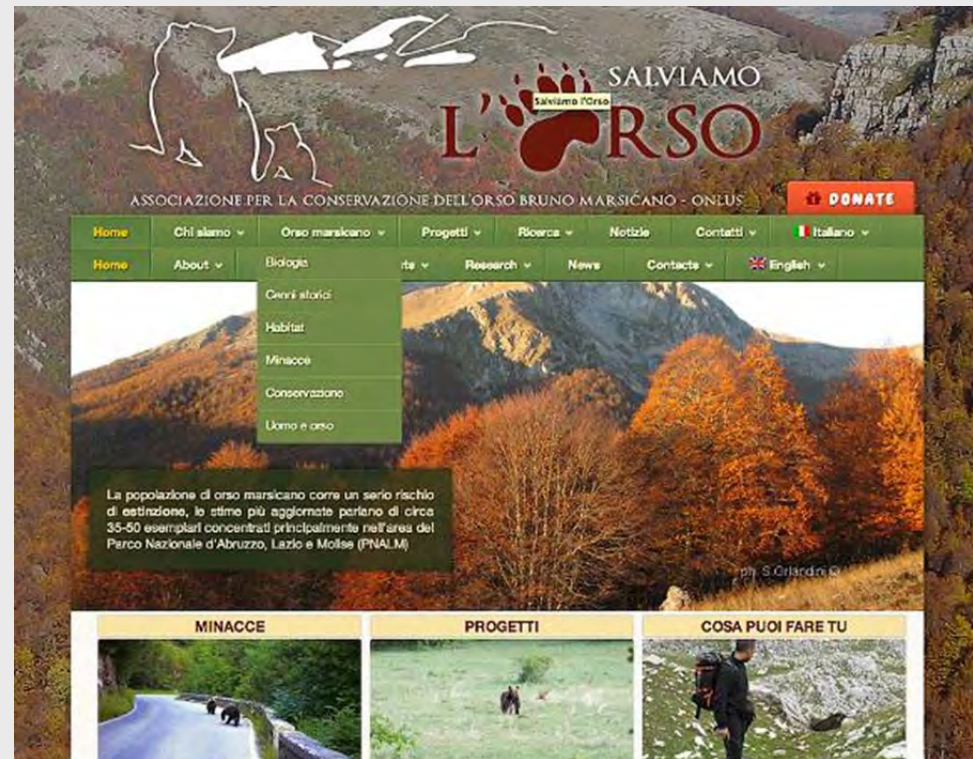 SALVIAMO
L'ORSO
Salviamo l'Orso
ASSOCIAZIONE PER LA CONSERVAZIONE DELL'ORSO BRUNO MARSICANO - ONLUS
DONATE
Home Chi siamo Orso marsicano Progetti Ricerca Notizie Contatti Italiano
Home About Research News Contacts English
Biologia
Cenni storici
Habitat
Minacce
Conservazione
Uomo e orso
La popolazione di orso marsicano corre un serio rischio
di estinzione, le stime più aggiornate parlano di circa
35-50 esemplari concentrati principalmente nell'area del
Parco Nazionale d'Abruzzo, Lazio e Molise (PNALM)
ph. S.Orlandini ©
MINACCE PROGETTI COSA PUOI FARE TU